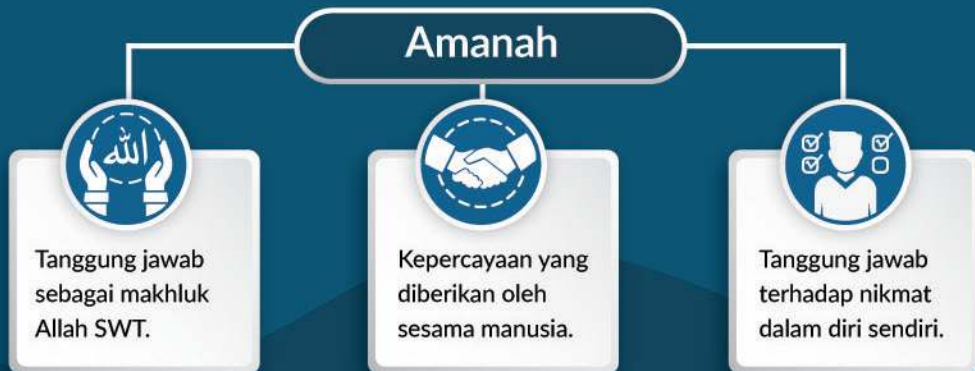 Amanah
الله
Tanggung jawab
sebagai makhluk
Allah SWT.
Kepercayaan yang
diberikan oleh
sesama manusia.
Tanggung jawab
terhadap nikmat
dalam diri sendiri.